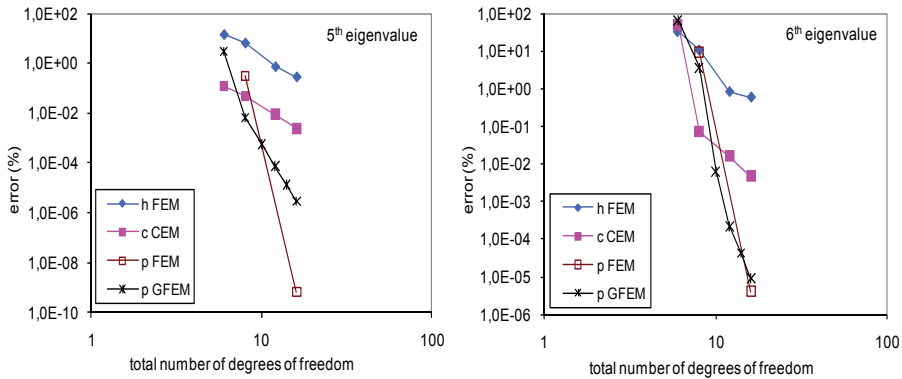 5th eigenvalue
1,0E+02
1,0E+00
1,0E-02
1,0E-04
1,0E-06
1,0E-08
1,0E-10
error (%)
h FEM
c CEM
p FEM
p GFEM
1
10
100
total number of degrees of freedom
6th eigenvalue
1,0E+02
1,0E+01
1,0E+00
1,0E-01
1,0E-02
1,0E-03
1,0E-04
1,0E-05
1,0E-06
error (%)
h FEM
c CEM
p FEM
p GFEM
1
10
100
total number of degrees of freedom